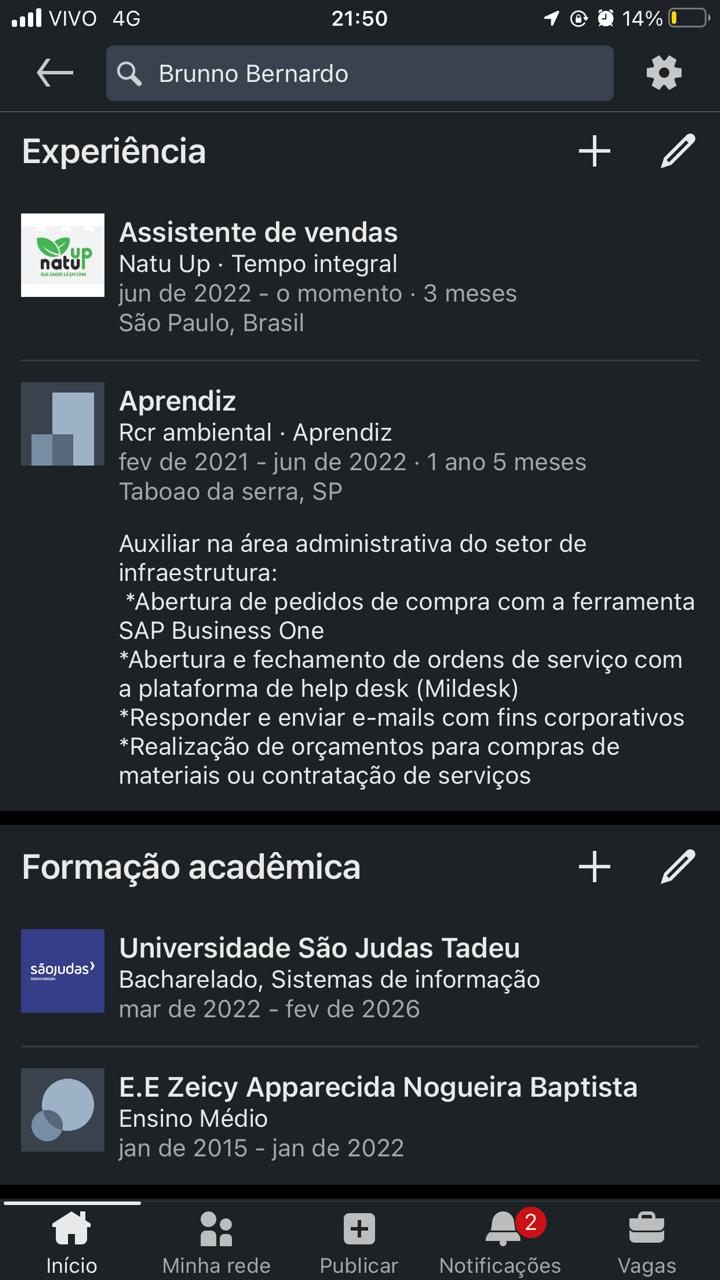 VIVO 4G 21:50 14%
Brunno Bernardo
Experiência
natup up
SUA SAÚDE LÁ EM CIMA
Assistente de vendas
Natu Up · Tempo integral
jun de 2022 - o momento · 3 meses
São Paulo, Brasil
Aprendiz
Rcr ambiental · Aprendiz
fev de 2021 - jun de 2022 · 1 ano 5 meses
Taboao da serra, SP
Auxiliar na área administrativa do setor de
infraestrutura:
*Abertura de pedidos de compra com a ferramenta
SAP Business One
*Abertura e fechamento de ordens de serviço com
a plataforma de help desk (Mildesk)
*Responder e enviar e-mails com fins corporativos
*Realização de orçamentos para compras de
materiais ou contratação de serviços
Formação acadêmica
sãojudas
Universidade São Judas Tadeu
Bacharelado, Sistemas de informação
mar de 2022 - fev de 2026
E.E Zeicy Apparecida Nogueira Baptista
Ensino Médio
jan de 2015 - jan de 2022
2
Início Minha rede Publicar Notificações Vagas